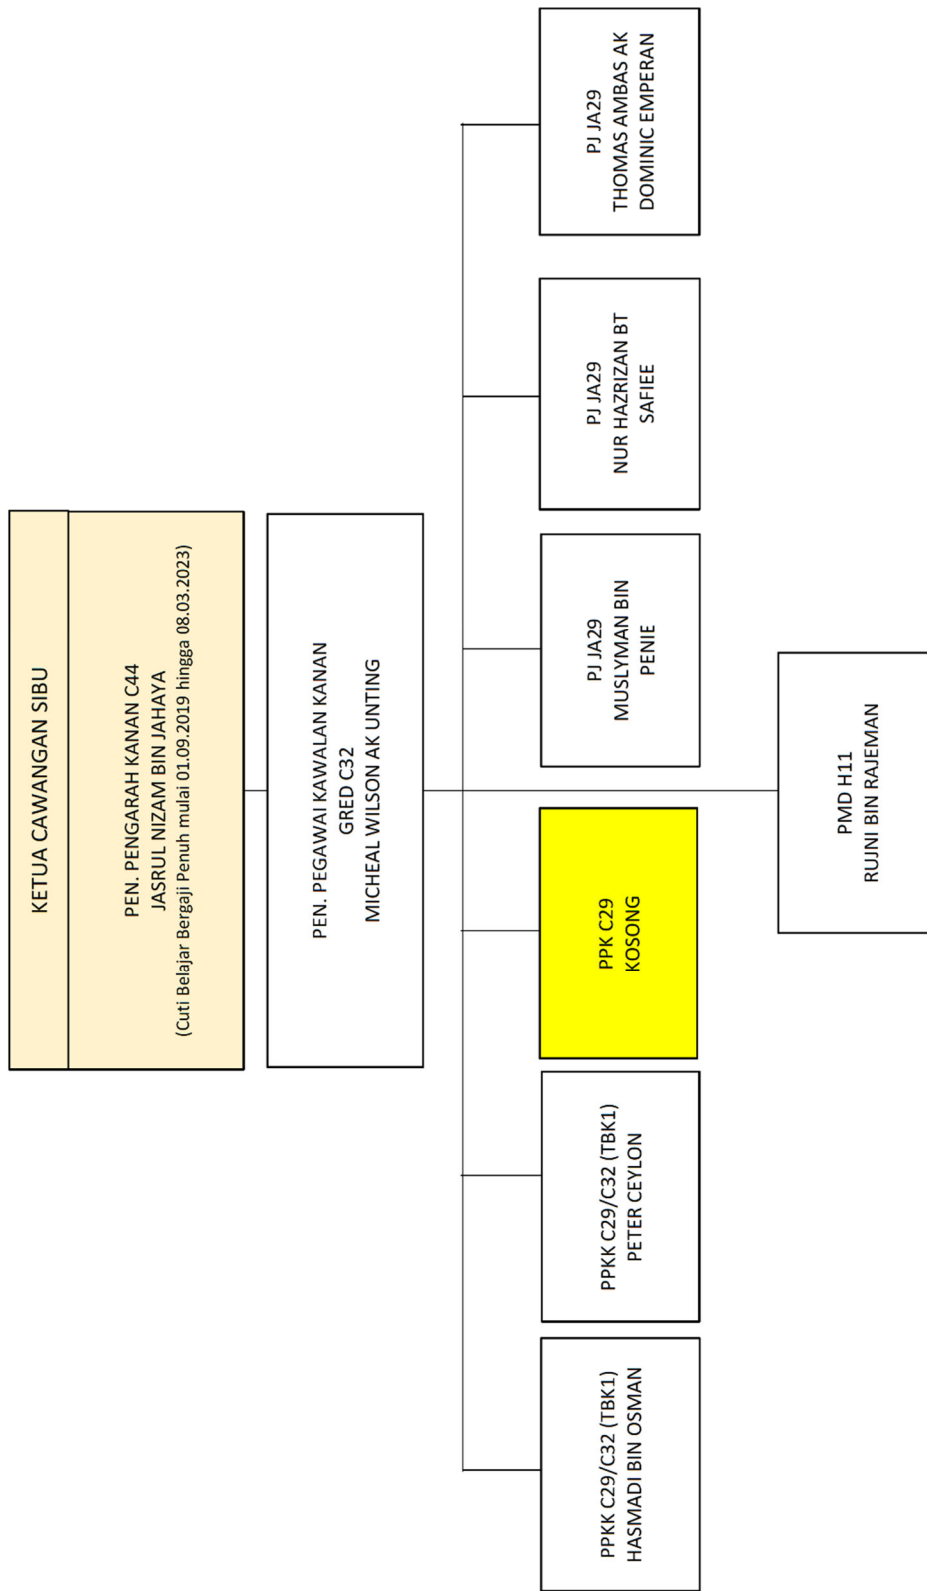 KETUA CAWANGAN SIBU
PEN. PENGARAH KANAN C44
JASRUL NIZAM BIN JAHAYA
(Cuti Belajar Bergaji Penuh mulai 01.09.2019 hingga 08.03.2023)
PEN. PEGAWAI KAWALAN KANAN
GRED C32
MICHEAL WILSON AK UNTING
PPKK C29/C32 (TBK1)
HASMADI BIN OSMAN
PPKK C29/C32 (TBK1)
PETER CEYLON
PPK C29
KOSONG
PJ JA29
MUSLYMAN BIN
PENIE
PJ JA29
NUR HAZRIZAN BT
SAFIEE
PJ JA29
THOMAS AMBAS AK
DOMINIC EMPERAN
PMD H11
RUJNI BIN RAJEMAN